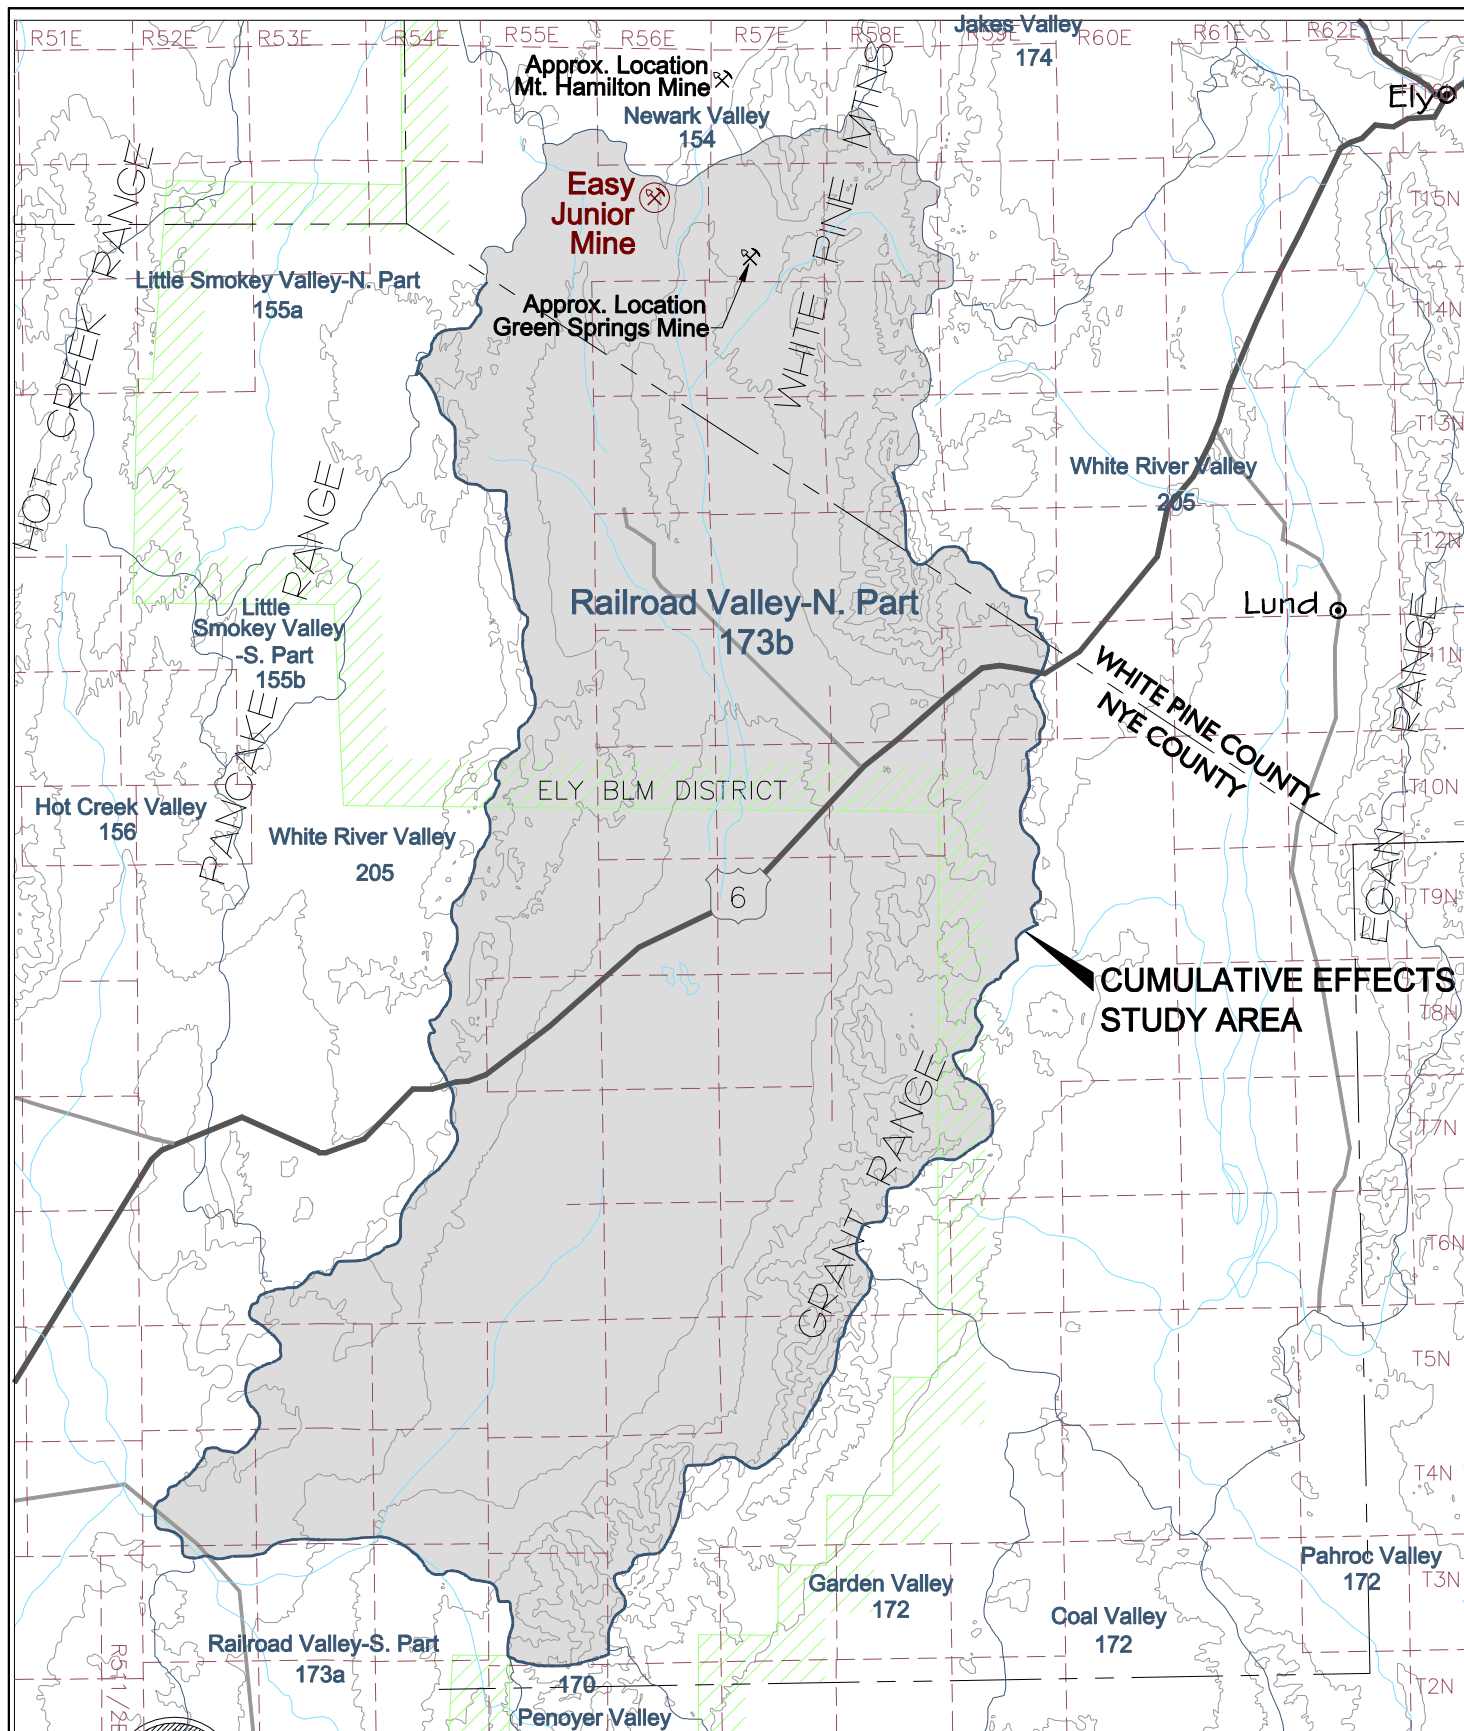 R51E
R52E
R53E
R54E
R55E
R56E
R57E
R58E
R59E
R60E
R61E
R62E
Jakes Valley
174
Approx. Location
Mt. Hamilton Mine
Newark Valley
154
Ely
Easy
Junior
Mine
Approx. Location
Green Springs Mine
WHITE PINE MTNS
HOT CREEK RANGE
Little Smokey Valley-N. Part
155a
T15N
T14N
T13N
T12N
T11N
T10N
T9N
T8N
T7N
T6N
T5N
T4N
T3N
T2N
White River Valley
205
Lund
Railroad Valley-N. Part
173b
Little
Smokey Valley
-S. Part
155b
PANCAKE RANGE
WHITE PINE COUNTY
NYE COUNTY
EGAN RANGE
ELY BLM DISTRICT
Hot Creek Valley
156
White River Valley
205
6
CUMULATIVE EFFECTS
STUDY AREA
GRANT RANGE
Garden Valley
172
Coal Valley
172
Pahroc Valley
172
Railroad Valley-S. Part
173a
R51 1/2E
170
Penoyer Valley